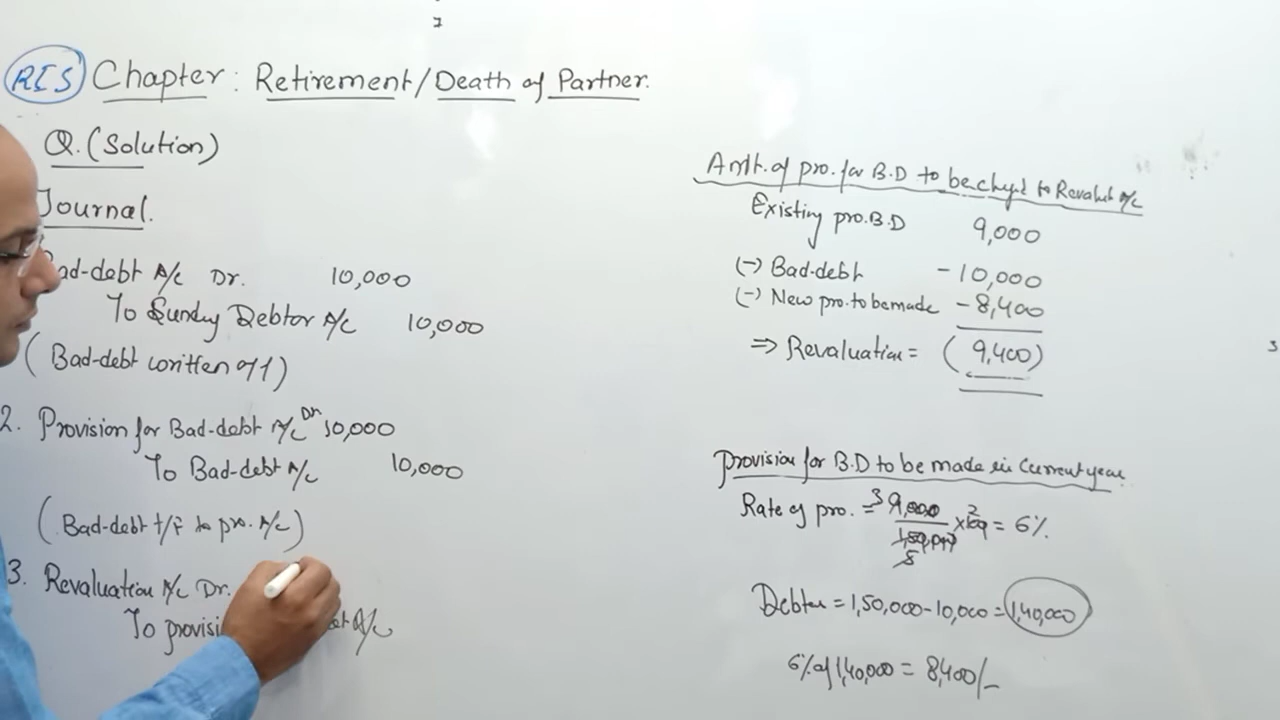 RIS Chapter: Retirement/Death of Partner.
Q. (Solution)
Journal.
ad-debt A/c Dr. 10,000
To Sundry Debtor A/c 10,000
(Bad-debt written off)
2. Provision for Bad-debt A/c Dr 10,000
To Bad-debt A/c 10,000
(Bad-debt t/f to pro. A/c)
3. Revaluation A/c Dr.
To provisi A/c
Amt. of pro. for B.D to be to A/c
Existing pro. B.D 9,000
(-) Bad-debt -10,000
(-) New pro. to be made -8,400
⇒ Revaluation = (9,400)
Provision for B.D to be made in current year
Rate of pro. = 9,000 / 1,50,000 × 100 = 6%.
3 2
5
Debtor = 1,50,000-10,000 = 1,40,000
6% of 1,40,000 = 8,400/-